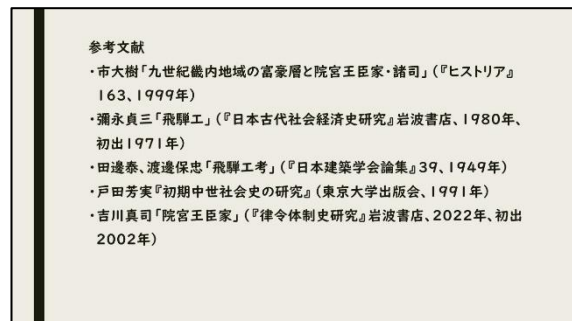 参考文献
・市大樹「九世紀畿内地域の富豪層と院宮王臣家・諸司」(『ヒストリア』
163、1999年)
・彌永貞三「飛騨工」(『日本古代社会経済史研究』岩波書店、1980年、
初出1971年)
・田邊泰、渡邊保忠「飛騨工考」(『日本建築学会論集』39、1949年)
・戸田芳実『初期中世社会史の研究』(東京大学出版会、1991年)
・吉川真司「院宮王臣家」(『律令体制史研究』岩波書店、2022年、初出
2002年)